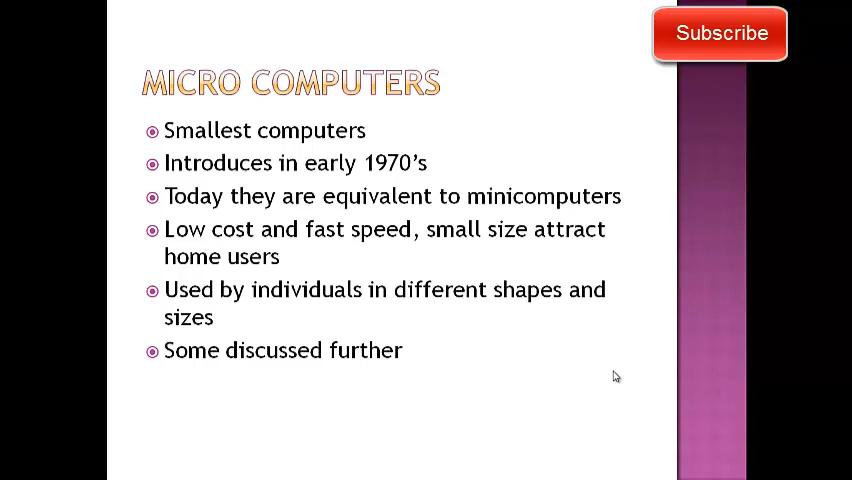 Subscribe
MICRO COMPUTERS
Smallest computers
Introduces in early 1970's
Today they are equivalent to minicomputers
Low cost and fast speed, small size attract
home users
Used by individuals in different shapes and
sizes
Some discussed further